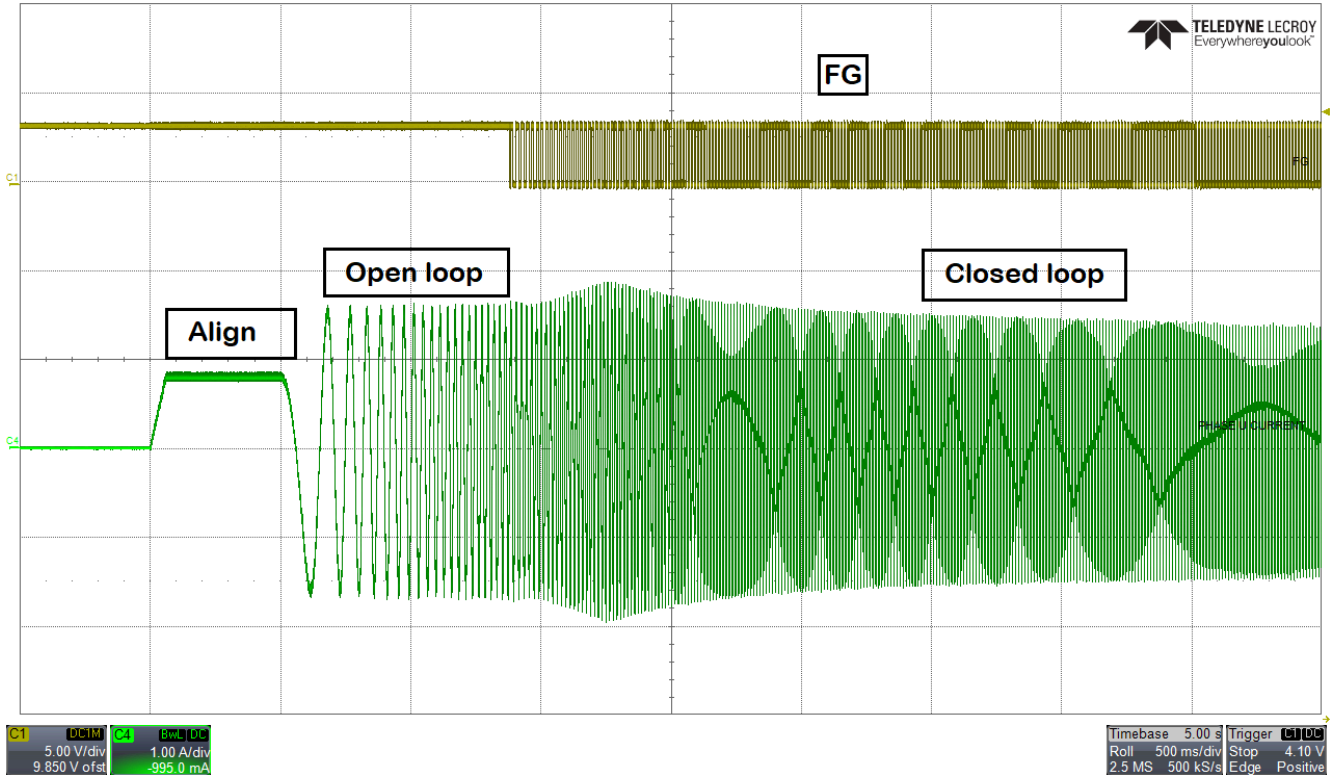 TELEDYNE LECROY
Everywhereyoulook™
FG
C1
FG
Open loop
Closed loop
Align
C4
PHASE U CURRENT
C1 DC1M
5.00 V/div
9.850 V ofst
C4 BwL DC
1.00 A/div
-995.0 mA
Timebase 5.00 s
Roll 500 ms/div
2.5 MS 500 kS/s
Trigger C1 DC
Stop 4.10 V
Edge Positive